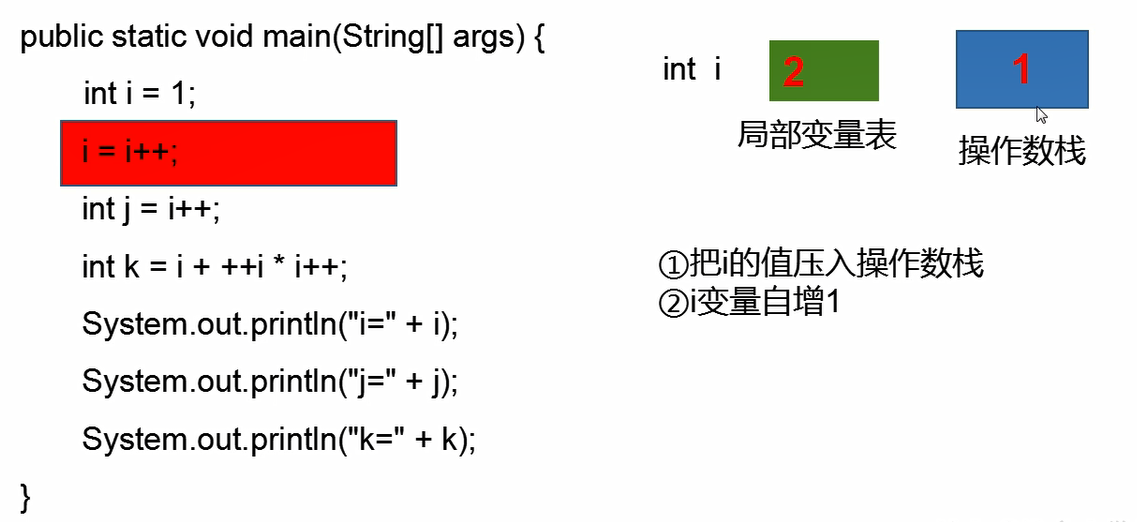 public static void main(String[] args) {
int i = 1;
i = i++;
int j = i++;
int k = i + ++i * i++;
System.out.println("i=" + i);
System.out.println("j=" + j);
System.out.println("k=" + k);
}
int i
2
1
局部变量表
操作数栈
①把i的值压入操作数栈
②i变量自增1